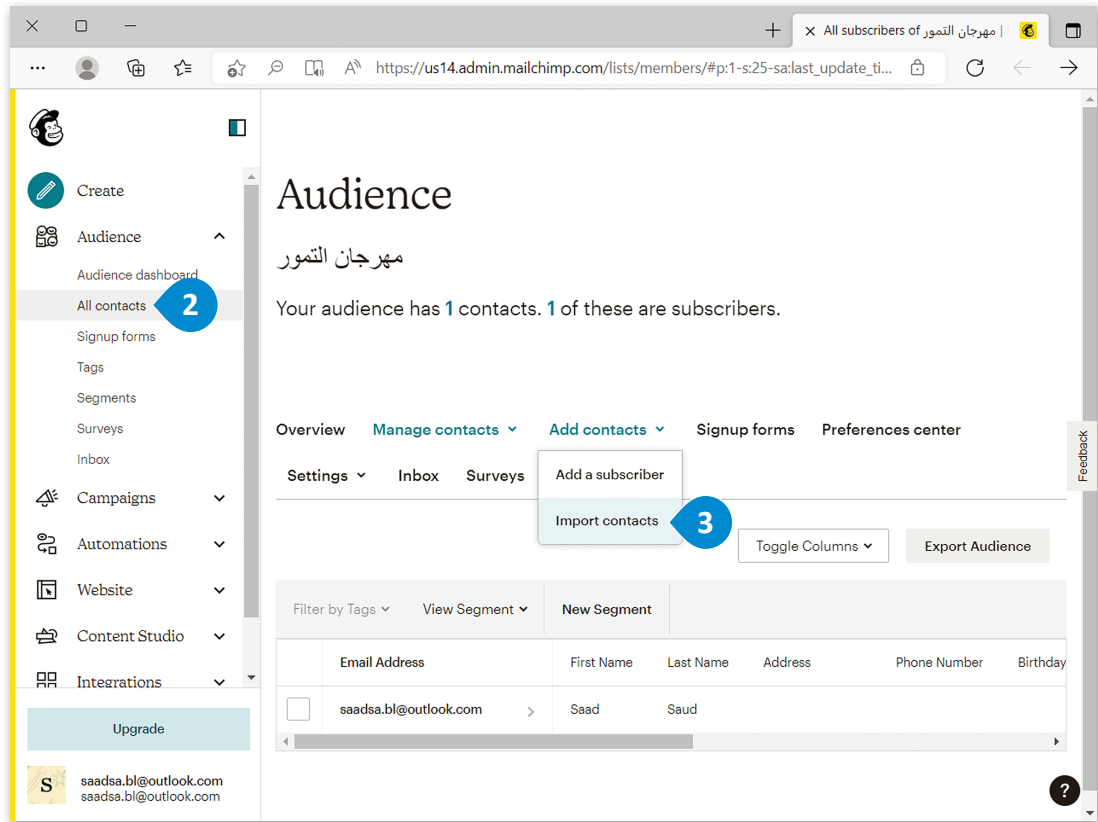 All subscribers of مهرجان التمور |
https://us14.admin.mailchimp.com/lists/members/#p:1-s:25-sa:last_update_ti...
Create
Audience
Audience dashboard
All contacts
2
Signup forms
Tags
Segments
Surveys
Inbox
Campaigns
Automations
Website
Content Studio
Integrations
Upgrade
S
saadsa.bl@outlook.com
saadsa.bl@outlook.com
Audience
مهرجان التمور
Your audience has 1 contacts. 1 of these are subscribers.
Overview Manage contacts Add contacts Signup forms Preferences center
Settings Inbox Surveys
Add a subscriber
Import contacts
3
Toggle Columns Export Audience
Filter by Tags View Segment New Segment
Email Address First Name Last Name Address Phone Number Birthday
saadsa.bl@outlook.com Saad Saud
Feedback
?